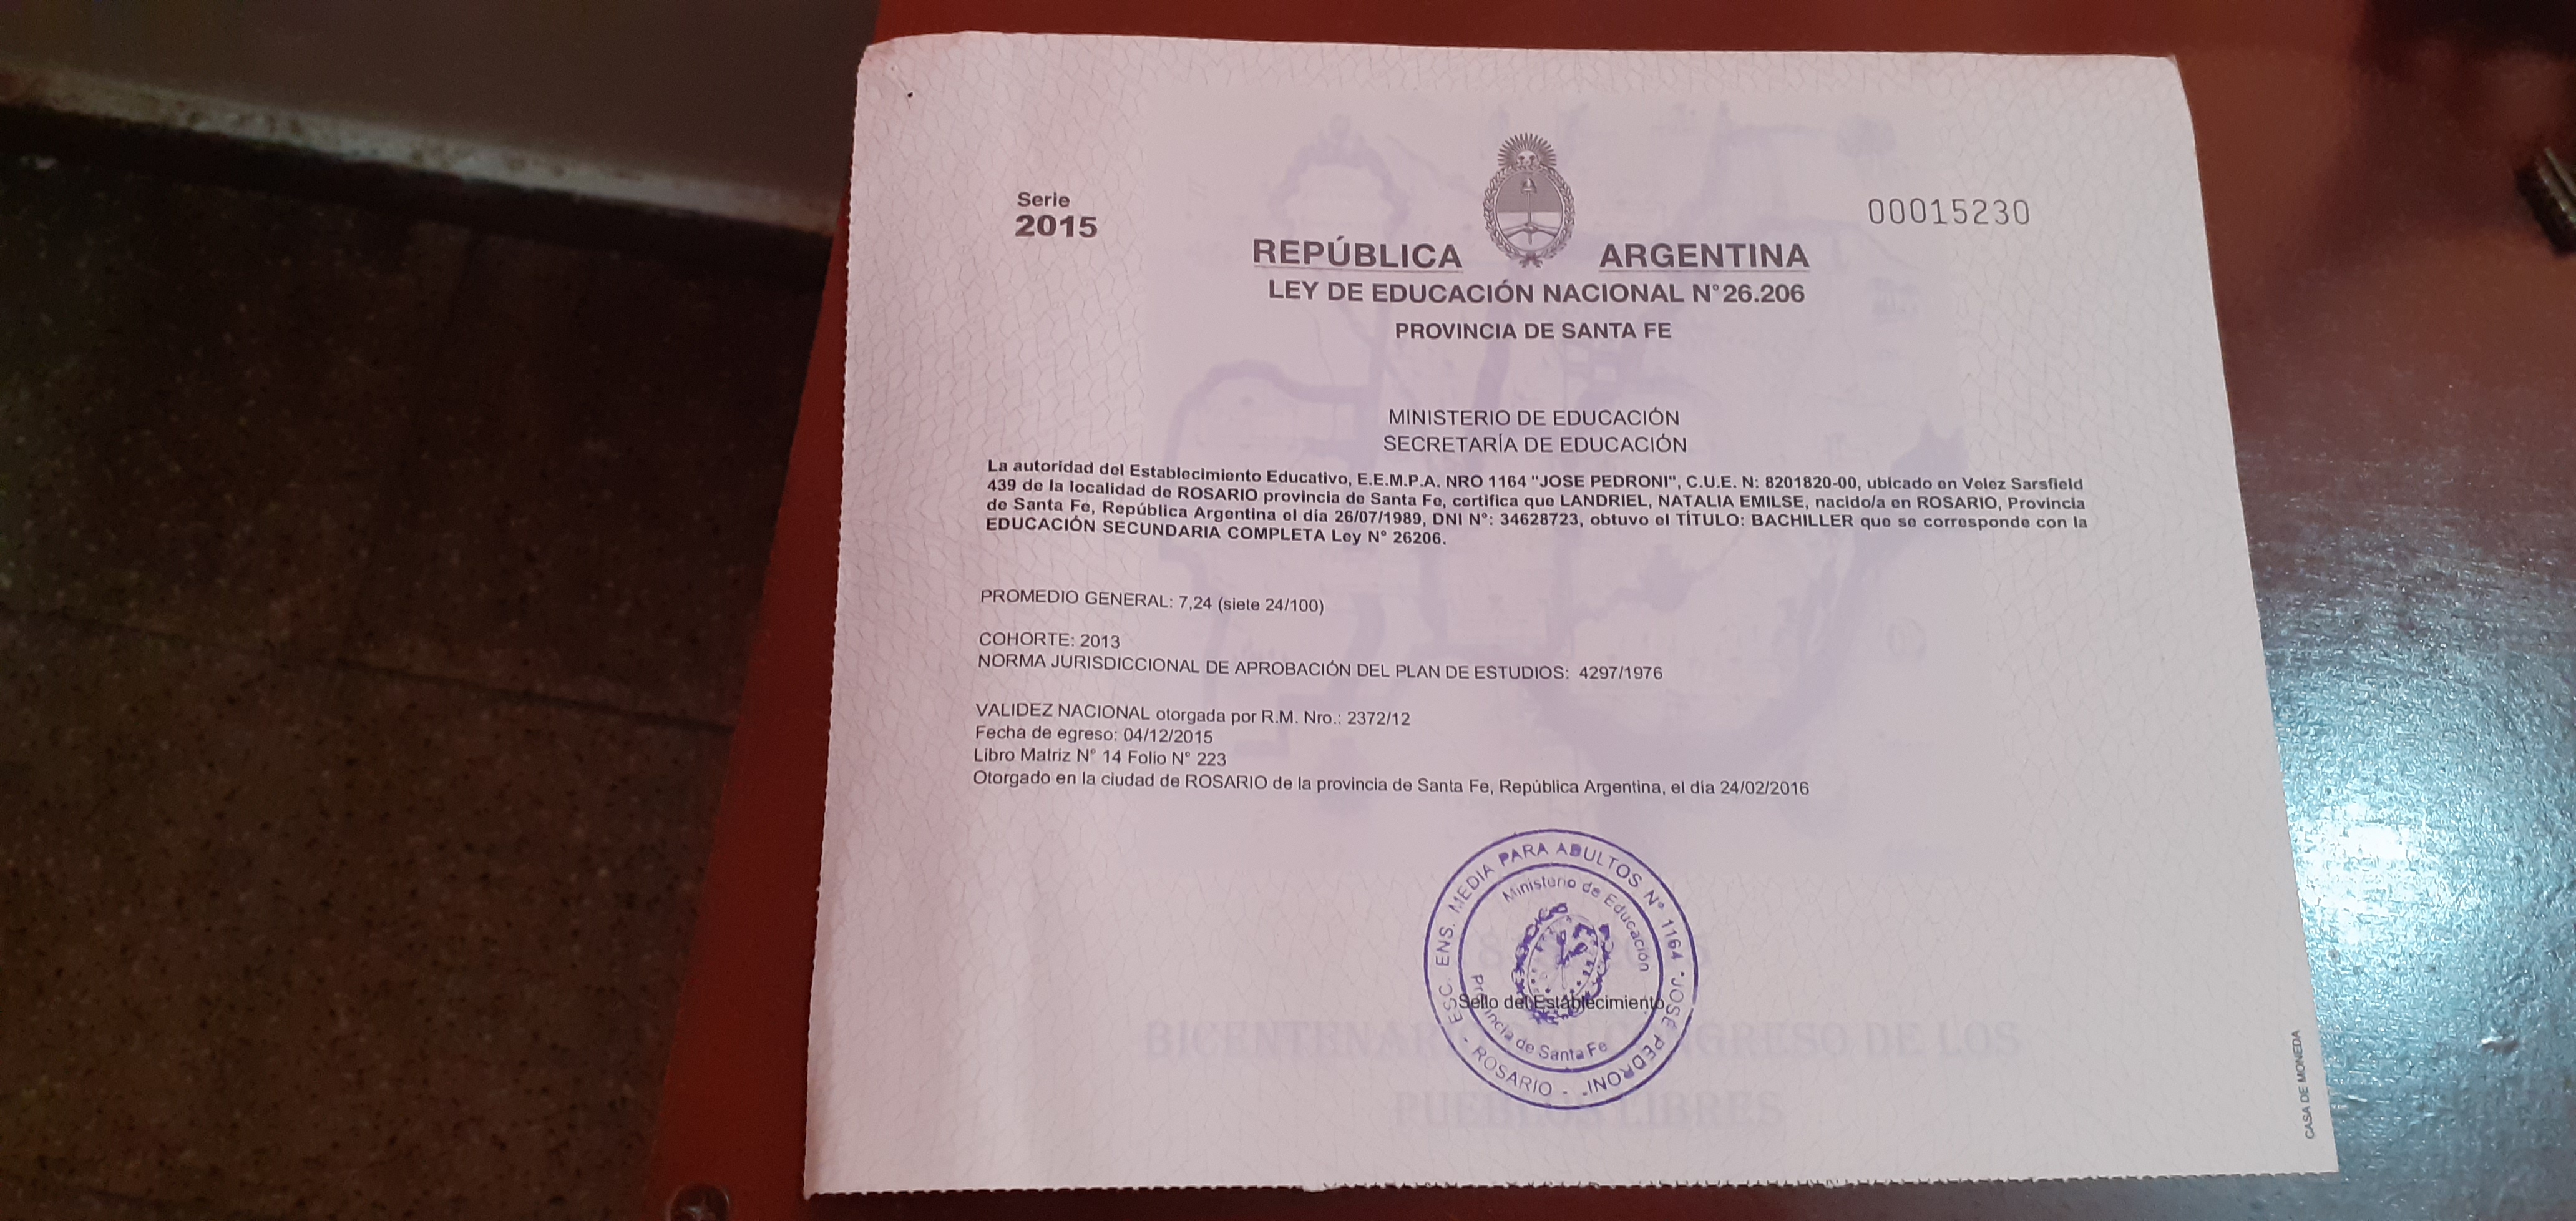 Serie
2015
00015230
REPÚBLICA ARGENTINA
LEY DE EDUCACIÓN NACIONAL N°26.206
PROVINCIA DE SANTA FE
MINISTERIO DE EDUCACIÓN
SECRETARÍA DE EDUCACIÓN
La autoridad del Establecimiento Educativo, E.E.M.P.A. NRO 1164 "JOSE PEDRONI", C.U.E. N: 8201820-00, ubicado en Velez Sarsfield
439 de la localidad de ROSARIO provincia de Santa Fe, certifica que LANDRIEL, NATALIA EMILSE, nacido/a en ROSARIO, Provincia
de Santa Fe, República Argentina el día 26/07/1989, DNI N°: 34628723, obtuvo el TÍTULO: BACHILLER que se corresponde con la
EDUCACIÓN SECUNDARIA COMPLETA Ley N° 26206.
PROMEDIO GENERAL: 7,24 (siete 24/100)
COHORTE: 2013
NORMA JURISDICCIONAL DE APROBACIÓN DEL PLAN DE ESTUDIOS: 4297/1976
VALIDEZ NACIONAL otorgada por R.M. Nro.: 2372/12
Fecha de egreso: 04/12/2015
Libro Matriz N° 14 Folio N° 223
Otorgado en la ciudad de ROSARIO de la provincia de Santa Fe, República Argentina, el día 24/02/2016
ESC. ENS. MEDIA PARA ADULTOS N° 1164 "JOSÉ PEDRONI" - ROSARIO -
Ministerio de Educación
Provincia de Santa Fe
Sello del Establecimiento
CASA DE MONEDA